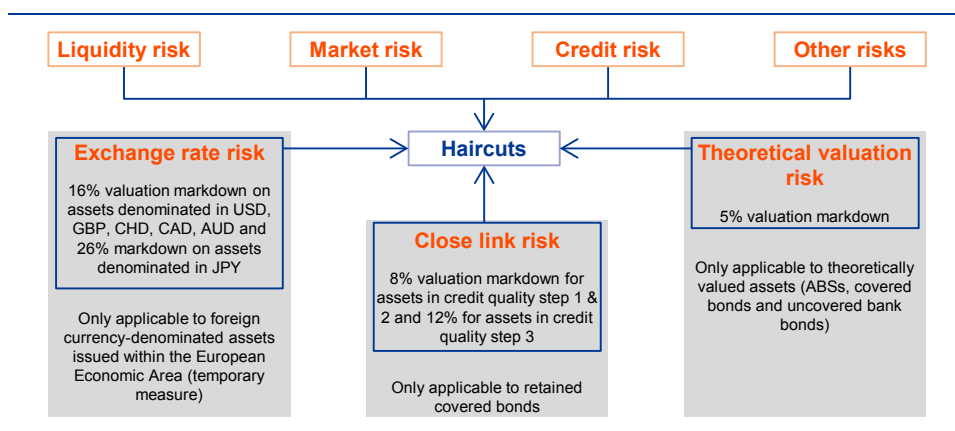 Liquidity risk
Market risk
Credit risk
Other risks
Haircuts
Exchange rate risk
16% valuation markdown on
assets denominated in USD,
GBP, CHD, CAD, AUD and
26% markdown on assets
denominated in JPY
Only applicable to foreign
currency-denominated assets
issued within the European
Economic Area (temporary
measure)
Close link risk
8% valuation markdown for
assets in credit quality step 1 &
2 and 12% for assets in credit
quality step 3
Only applicable to retained
covered bonds
Theoretical valuation
risk
5% valuation markdown
Only applicable to theoretically
valued assets (ABSs, covered
bonds and uncovered bank
bonds)